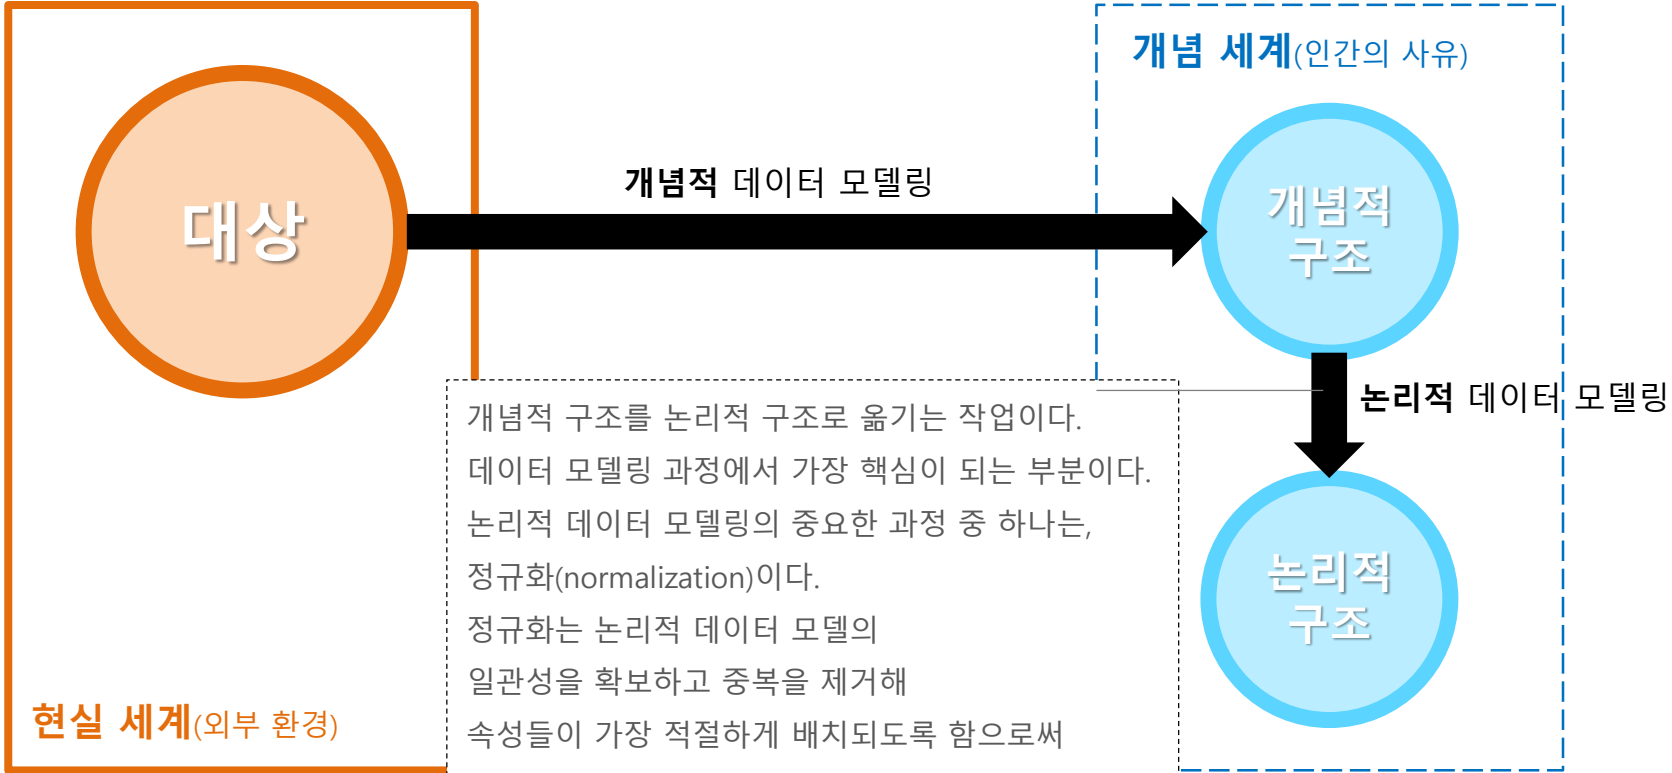 개념 세계(인간의 사유)
대상
개념적 데이터 모델링
개념적
구조
논리적 데이터 모델링
개념적 구조를 논리적 구조로 옮기는 작업이다.
데이터 모델링 과정에서 가장 핵심이 되는 부분이다.
논리적 데이터 모델링의 중요한 과정 중 하나는,
정규화(normalization)이다.
정규화는 논리적 데이터 모델의
일관성을 확보하고 중복을 제거해
속성들이 가장 적절하게 배치되도록 함으로써
논리적
구조
현실 세계(외부 환경)